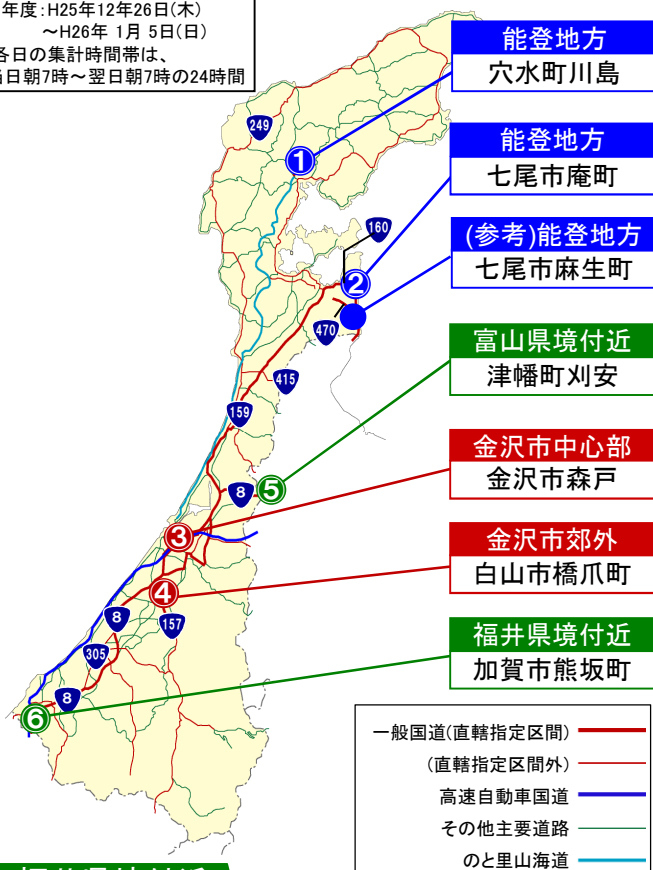 年度:H25年12月26日(木)
～H26年 1月 5日(日)
各日の集計時間帯は、
当日朝7時～翌日朝7時の24時間
能登地方
穴水町川島
249
1
能登地方
七尾市庵町
160
(参考)能登地方
七尾市麻生町
2
470
富山県境付近
津幡町刈安
415
159
金沢市中心部
金沢市森戸
8
5
3
金沢市郊外
白山市橋爪町
4
8
157
福井県境付近
加賀市熊坂町
305
8
6
一般国道(直轄指定区間)
(直轄指定区間外)
高速自動車国道
その他主要道路
のと里山海道